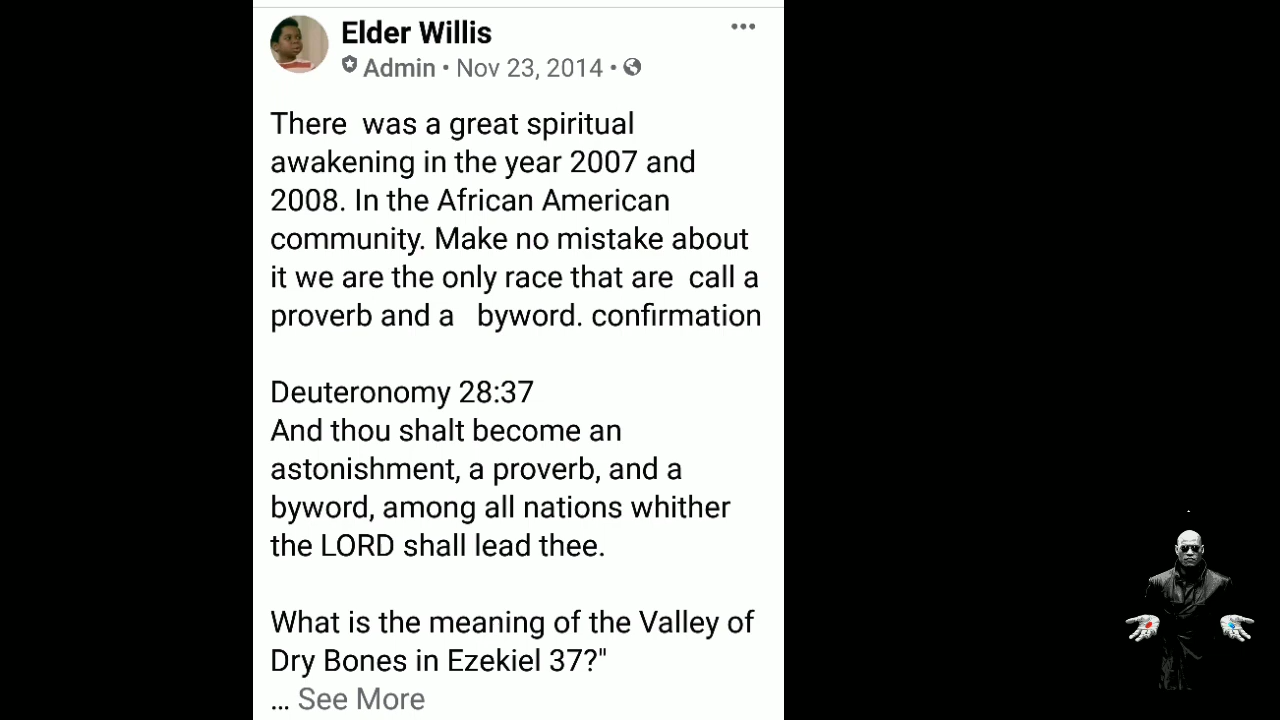 Elder Willis
Admin • Nov 23, 2014 •
There  was a great spiritual
awakening in the year 2007 and
2008. In the African American
community. Make no mistake about
it we are the only race that are  call a
proverb and a   byword. confirmation
Deuteronomy 28:37
And thou shalt become an
astonishment, a proverb, and a
byword, among all nations whither
the LORD shall lead thee.
What is the meaning of the Valley of
Dry Bones in Ezekiel 37?"
... See More